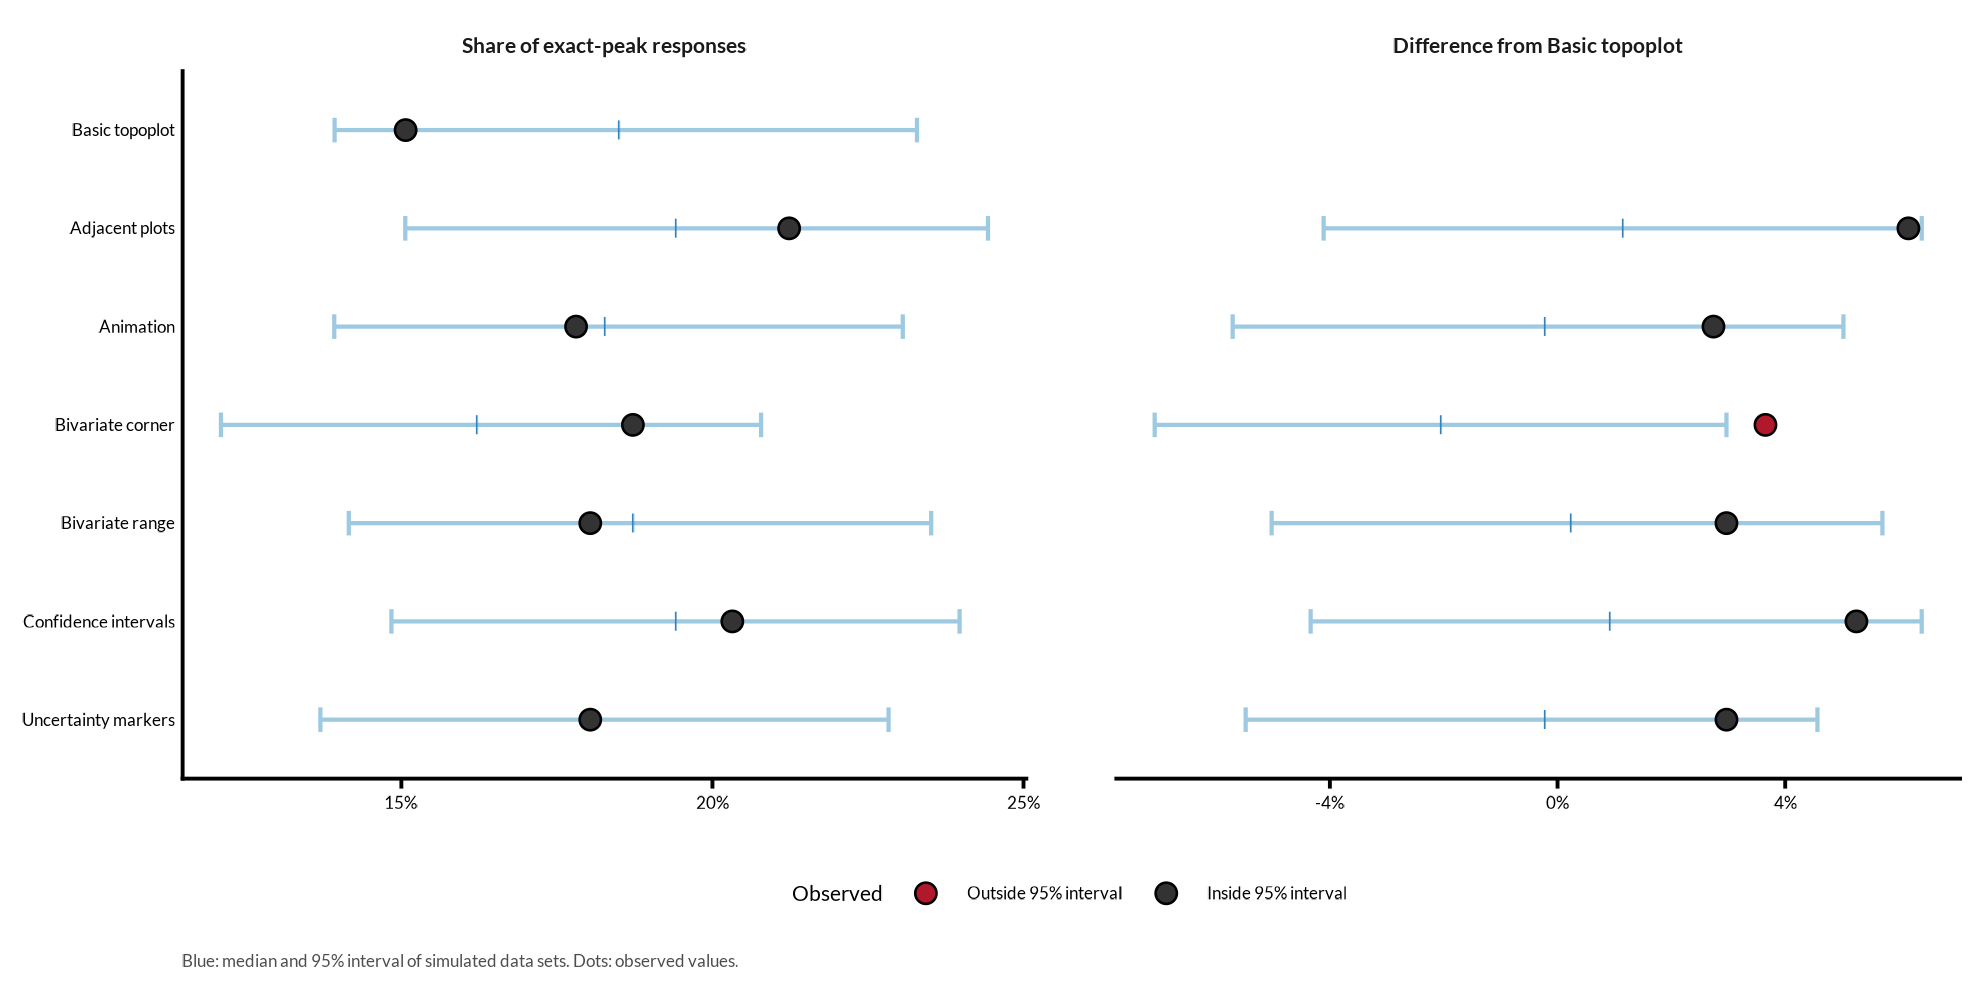 Share of exact-peak responses
Difference from Basic topoplot
Basic topoplot
Adjacent plots
Animation
Bivariate corner
Bivariate range
Confidence intervals
Uncertainty markers
15%
20%
25%
-4%
0%
4%
Observed
Outside 95% interval
Inside 95% interval
Blue: median and 95% interval of simulated data sets. Dots: observed values.